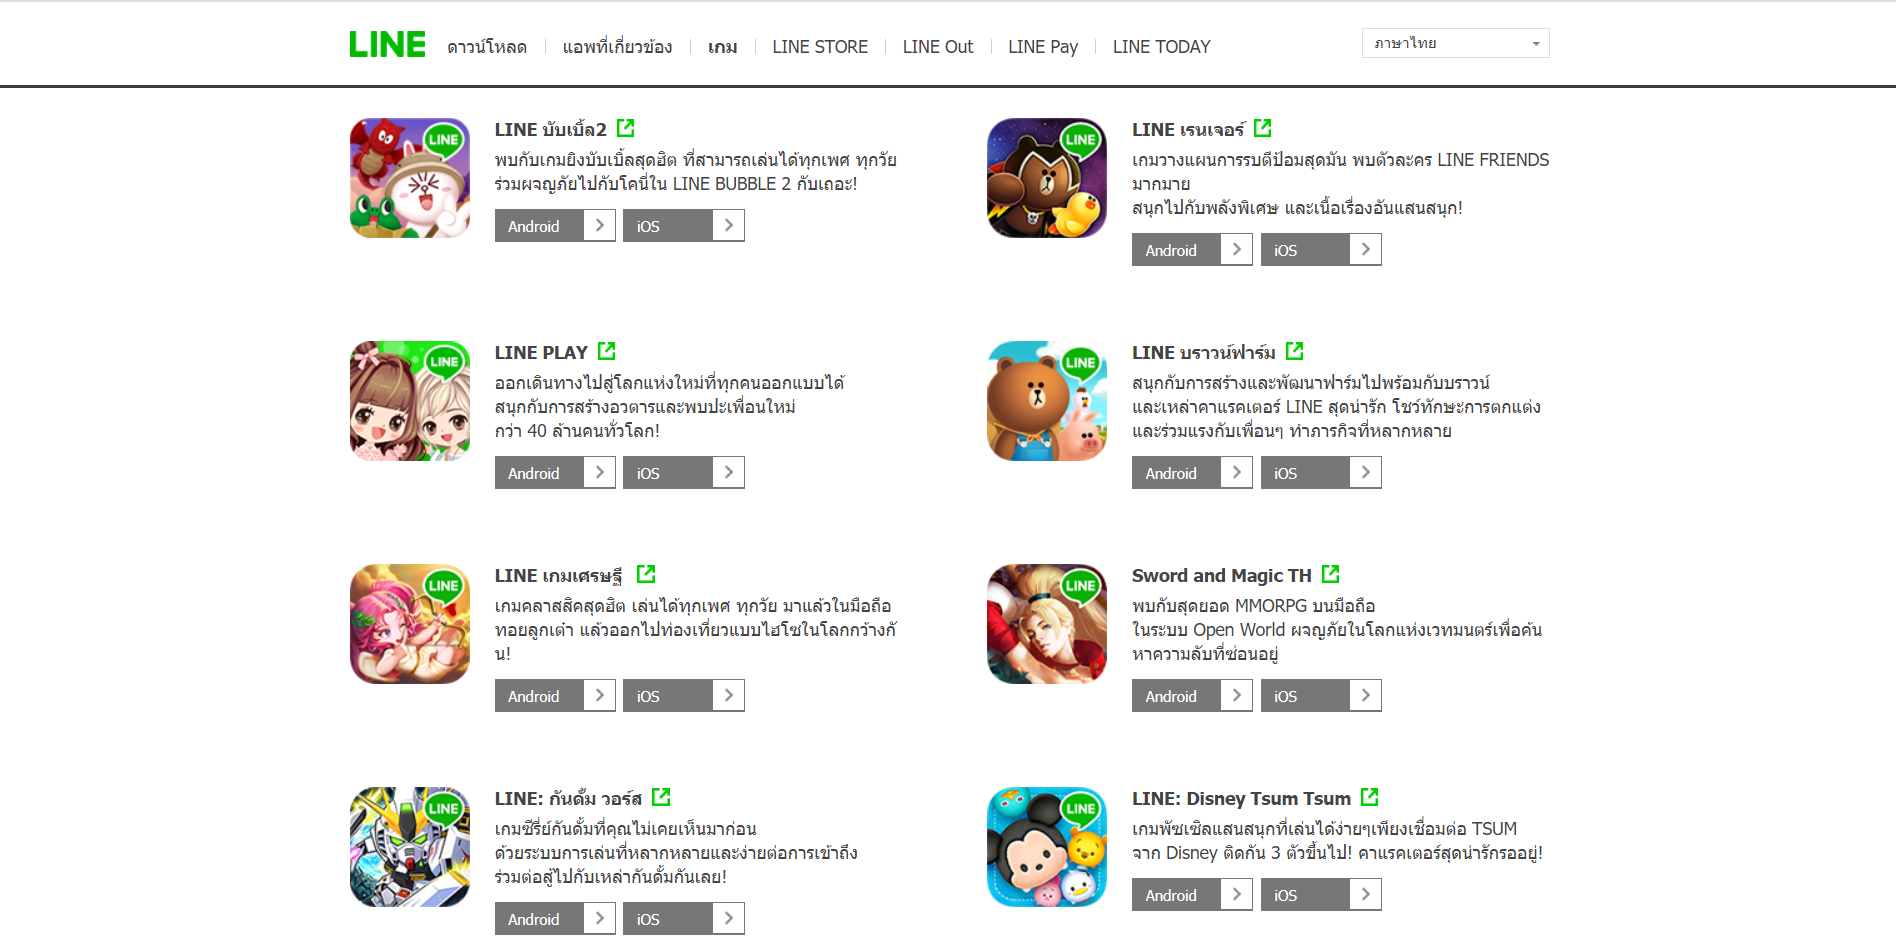 LINE ดาวน์โหลด แอพที่เกี่ยวข้อง เกม LINE STORE LINE Out LINE Pay LINE TODAY ภาษาไทย
LINE
LINE บับเบิ้ล2
พบกับเกมยิงบับเบิ้ลสุดฮิต ที่สามารถเล่นได้ทุกเพศ ทุกวัย
ร่วมผจญภัยไปกับโคนี่ใน LINE BUBBLE 2 กับเถอะ!
Android iOS
LINE
LINE เรนเจอร์
เกมวางแผนการรบตีป้อมสุดมัน พบตัวละคร LINE FRIENDS
มากมาย
สนุกไปกับพลังพิเศษ และเนื้อเรื่องอันแสนสนุก!
Android iOS
LINE
LINE PLAY
ออกเดินทางไปสู่โลกแห่งใหม่ที่ทุกคนออกแบบได้
สนุกกับการสร้างอวตารและพบปะเพื่อนใหม่
กว่า 40 ล้านคนทั่วโลก!
Android iOS
LINE
LINE บราวน์ฟาร์ม
สนุกกับการสร้างและพัฒนาฟาร์มไปพร้อมกับบราวน์
และเหล่าคาแรคเตอร์ LINE สุดน่ารัก โชว์ทักษะการตกแต่ง
และร่วมแรงกับเพื่อนๆ ทำภารกิจที่หลากหลาย
Android iOS
LINE
LINE เกมเศรษฐี
เกมคลาสสิคสุดฮิต เล่นได้ทุกเพศ ทุกวัย มาแล้วในมือถือ
ทอยลูกเต๋า แล้วออกไปท่องเที่ยวแบบไฮโซในโลกกว้างกั
น!
Android iOS
LINE
Sword and Magic TH
พบกับสุดยอด MMORPG บนมือถือ
ในระบบ Open World ผจญภัยในโลกแห่งเวทมนตร์เพื่อค้น
หาความลับที่ซ่อนอยู่
Android iOS
LINE
LINE: กันดั้ม วอร์ส
เกมซีรี่ย์กันดั้มที่คุณไม่เคยเห็นมาก่อน
ด้วยระบบการเล่นที่หลากหลายและง่ายต่อการเข้าถึง
ร่วมต่อสู้ไปกับเหล่ากันดั้มกันเลย!
Android iOS
LINE
LINE: Disney Tsum Tsum
เกมพัซเซิลแสนสนุกที่เล่นได้ง่ายๆเพียงเชื่อมต่อ TSUM
จาก Disney ติดกัน 3 ตัวขึ้นไป! คาแรคเตอร์สุดน่ารักรออยู่!
Android iOS